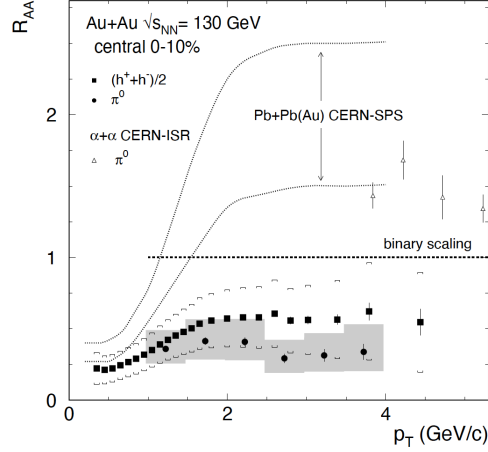 R_AA
Au+Au √s_NN = 130 GeV
central 0-10%
(h⁺+h⁻)/2
π⁰
α+α CERN-ISR
π⁰
Pb+Pb(Au) CERN-SPS
binary scaling
2
1
0
0
2
4
p_T (GeV/c)